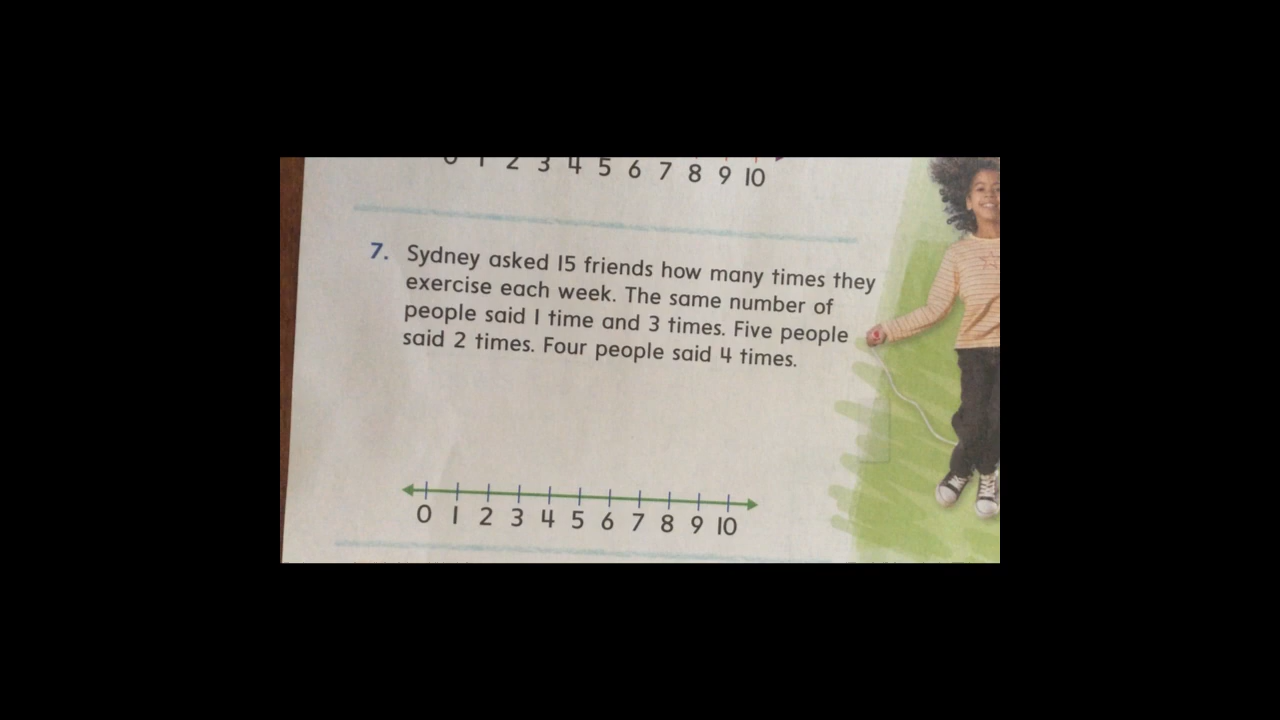 0 1 2 3 4 5 6 7 8 9 10
7. Sydney asked 15 friends how many times they
exercise each week. The same number of
people said 1 time and 3 times. Five people
said 2 times. Four people said 4 times.
0 1 2 3 4 5 6 7 8 9 10